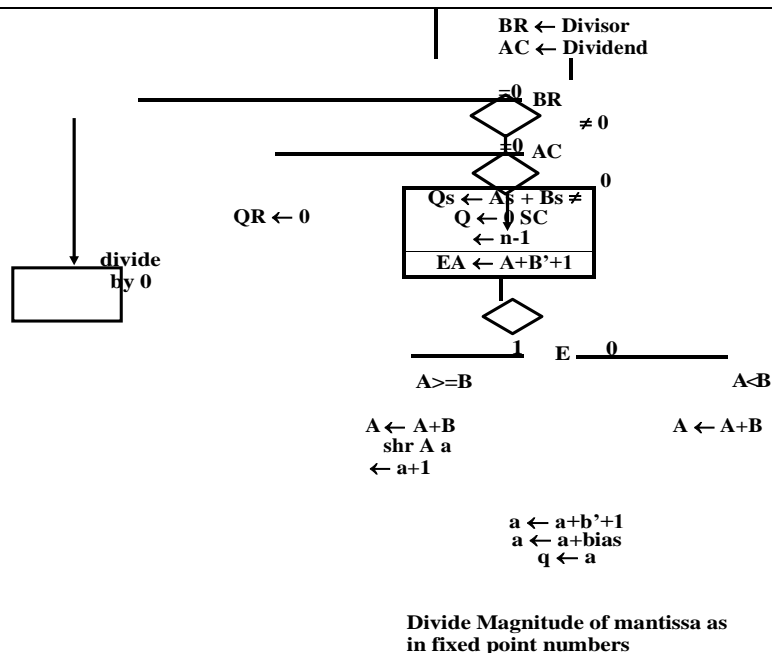 BR ← Divisor
AC ← Dividend
=0 BR
≠ 0
=0 AC
0
Qs ← As + Bs ≠
Q ← 0 SC
← n-1
QR ← 0
EA ← A+B’+1
divide
by 0
1 E 0
A>=B
A<B
A ← A+B
shr A a
← a+1
A ← A+B
a ← a+b’+1
a ← a+bias
q ← a
Divide Magnitude of mantissa as
in fixed point numbers